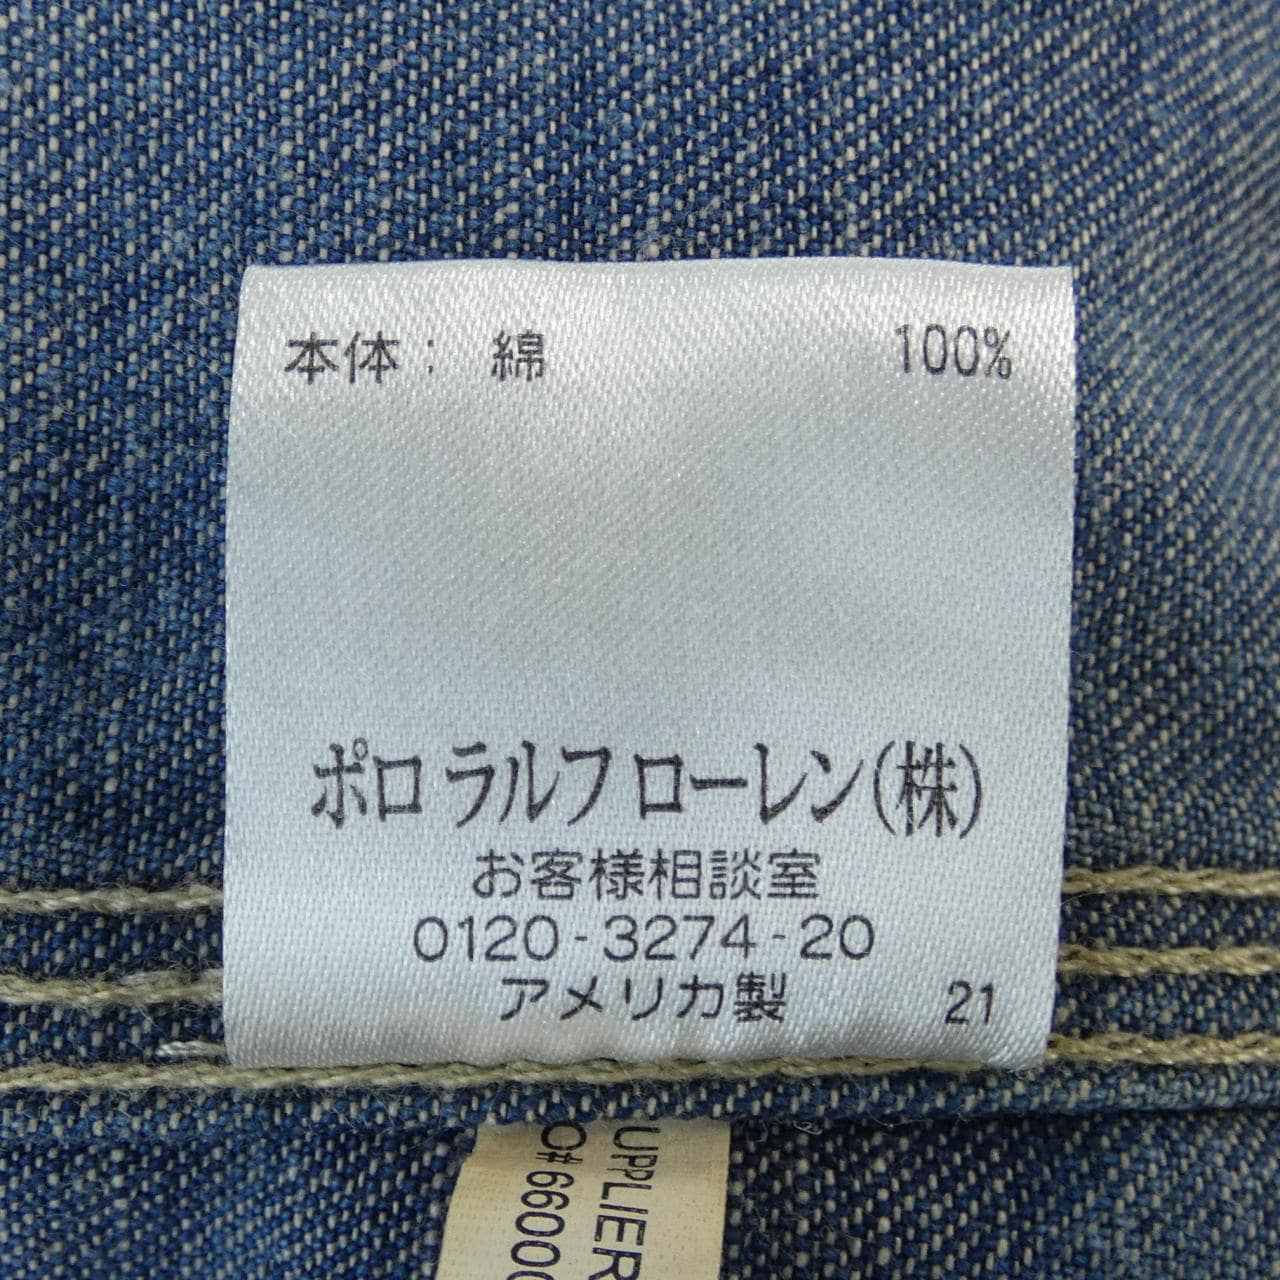 本体: 綿 100%
ポロ ラルフ ローレン(株)
お客様相談室
0120-3274-20
アメリカ製 21
UPPLIER
O#6600